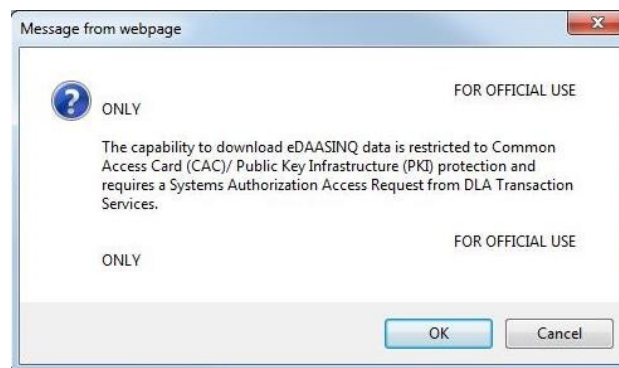 Message from webpage
FOR OFFICIAL USE
ONLY
The capability to download eDAASINQ data is restricted to Common
Access Card (CAC)/ Public Key Infrastructure (PKI) protection and
requires a Systems Authorization Access Request from DLA Transaction
Services.
FOR OFFICIAL USE
ONLY
OK
Cancel